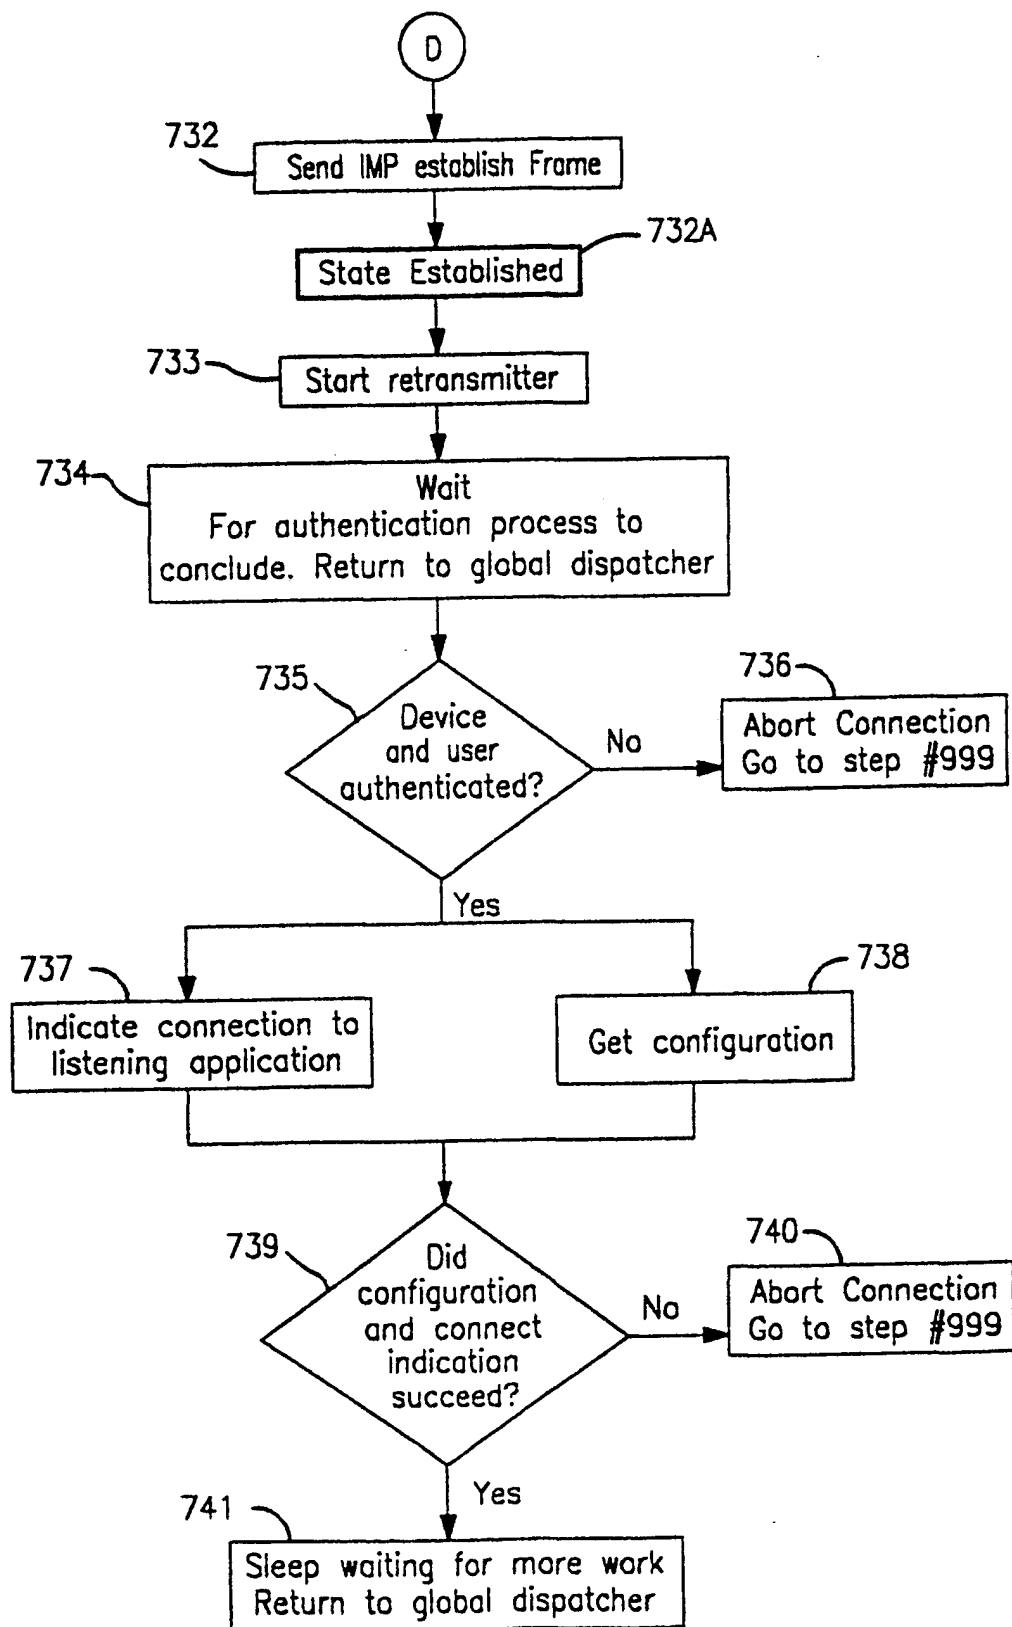 D
732
Send IMP establish Frame
732A
State Established
733
Start retransmitter
734
Wait
For authentication process to
conclude. Return to global dispatcher
735
Device
and user
authenticated?
No
736
Abort Connection
Go to step #999
Yes
737
Indicate connection to
listening application
738
Get configuration
739
Did
configuration
and connect
indication
succeed?
No
740
Abort Connection
Go to step #999
Yes
741
Sleep waiting for more work
Return to global dispatcher